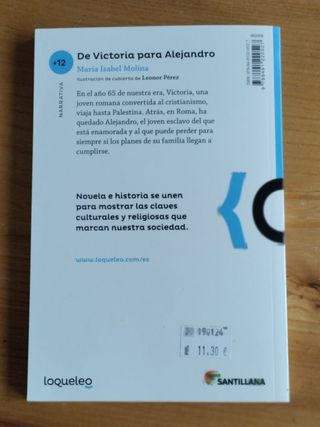 +12
NARRATIVA
De Victoria para Alejandro
María Isabel Molina
Ilustración de cubierta de Leonor Pérez
En el año 65 de nuestra era, Victoria, una
joven romana convertida al cristianismo,
viaja hasta Palestina. Atrás, en Roma, ha
quedado Alejandro, el joven esclavo del que
está enamorada y al que puede perder para
siempre si los planes de su familia llegan a
cumplirse.
Novela e historia se unen
para mostrar las claves
culturales y religiosas que
marcan nuestra sociedad.
www.loqueleo.com/es
090124
11.30 €
loqueleo
SANTILLANA